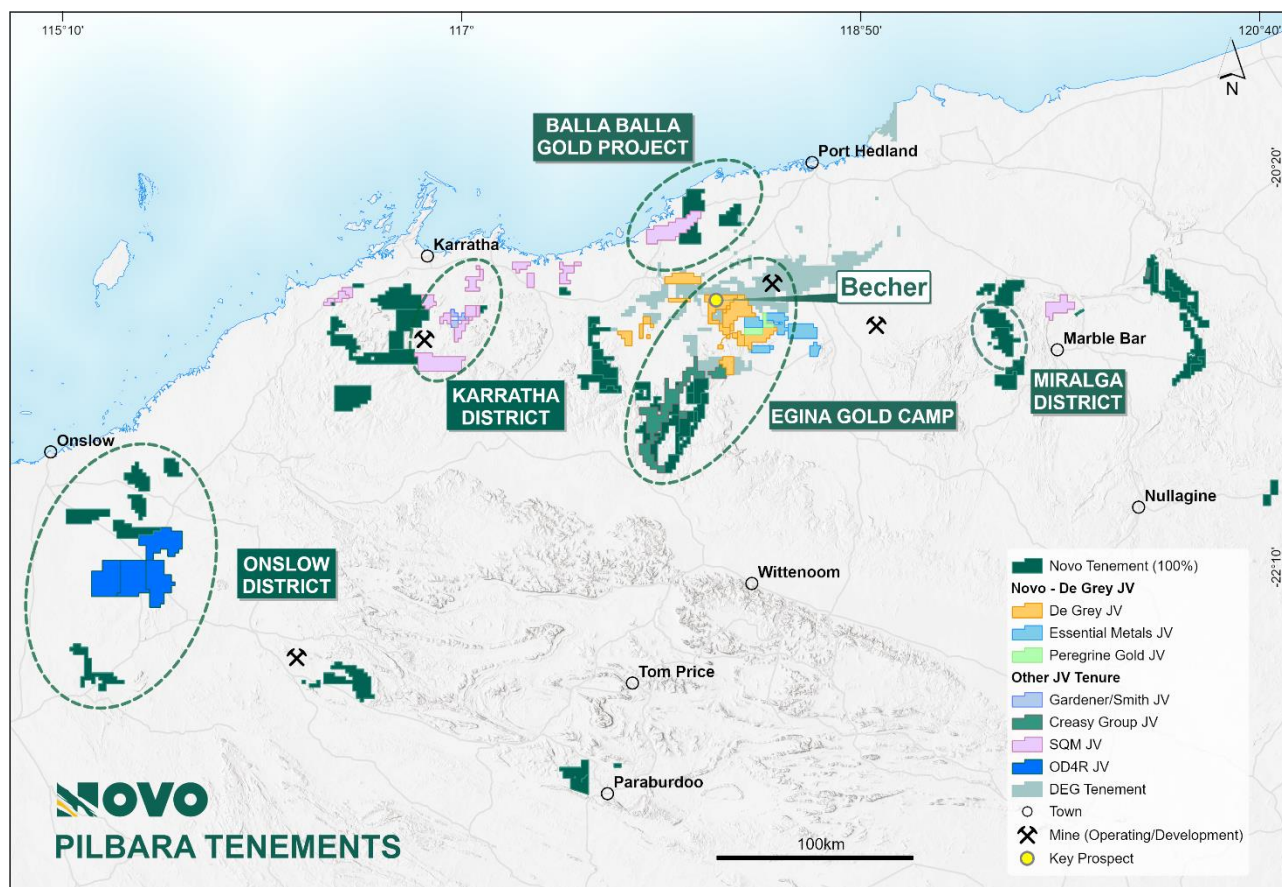 115°10'
117°
118°50'
120°40'
N
BALLA BALLA
GOLD PROJECT
Port Hedland
-20°20'
Karratha
Becher
Marble Bar
KARRATHA
DISTRICT
EGINA GOLD CAMP
MIRALGA
DISTRICT
Onslow
Nullagine
ONSLOW
DISTRICT
Wittenoom
-22°10'
Tom Price
Paraburdoo
Novo Tenement (100%)
Novo - De Grey JV
De Grey JV
Essential Metals JV
Peregrine Gold JV
Other JV Tenure
Gardener/Smith JV
Creasy Group JV
SQM JV
OD4R JV
DEG Tenement
Town
Mine (Operating/Development)
Key Prospect
NOVO
PILBARA TENEMENTS
100km